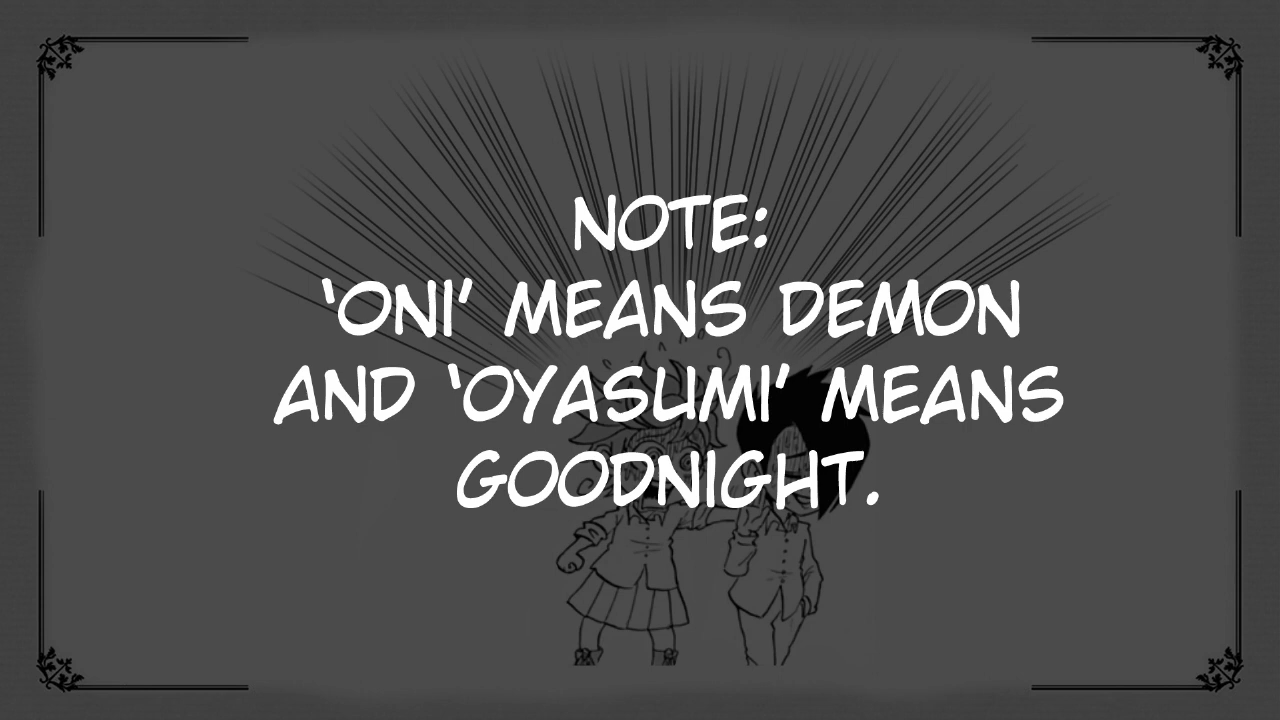 NOTE:
'ONI' MEANS DEMON
AND 'OYASUMI' MEANS
GOODNIGHT.